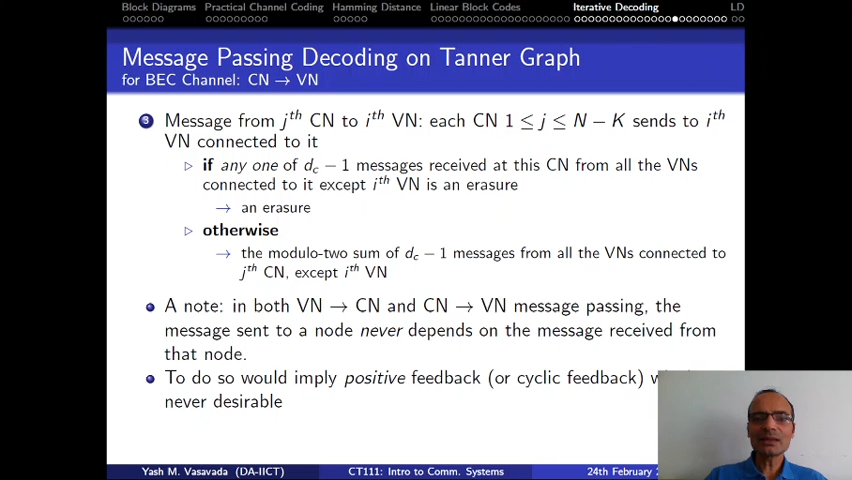 Block Diagrams Practical Channel Coding Hamming Distance Linear Block Codes Iterative Decoding LD
Message Passing Decoding on Tanner Graph
for BEC Channel: CN → VN
3 Message from j^th CN to i^th VN: each CN 1 ≤ j ≤ N − K sends to i^th
VN connected to it
▷ if any one of d_c − 1 messages received at this CN from all the VNs
connected to it except i^th VN is an erasure
→ an erasure
▷ otherwise
→ the modulo-two sum of d_c − 1 messages from all the VNs connected to
j^th CN, except i^th VN
• A note: in both VN → CN and CN → VN message passing, the
message sent to a node never depends on the message received from
that node.
• To do so would imply positive feedback (or cyclic feedback)
never desirable
Yash M. Vasavada (DA-IICT) CT111: Intro to Comm. Systems 24th February